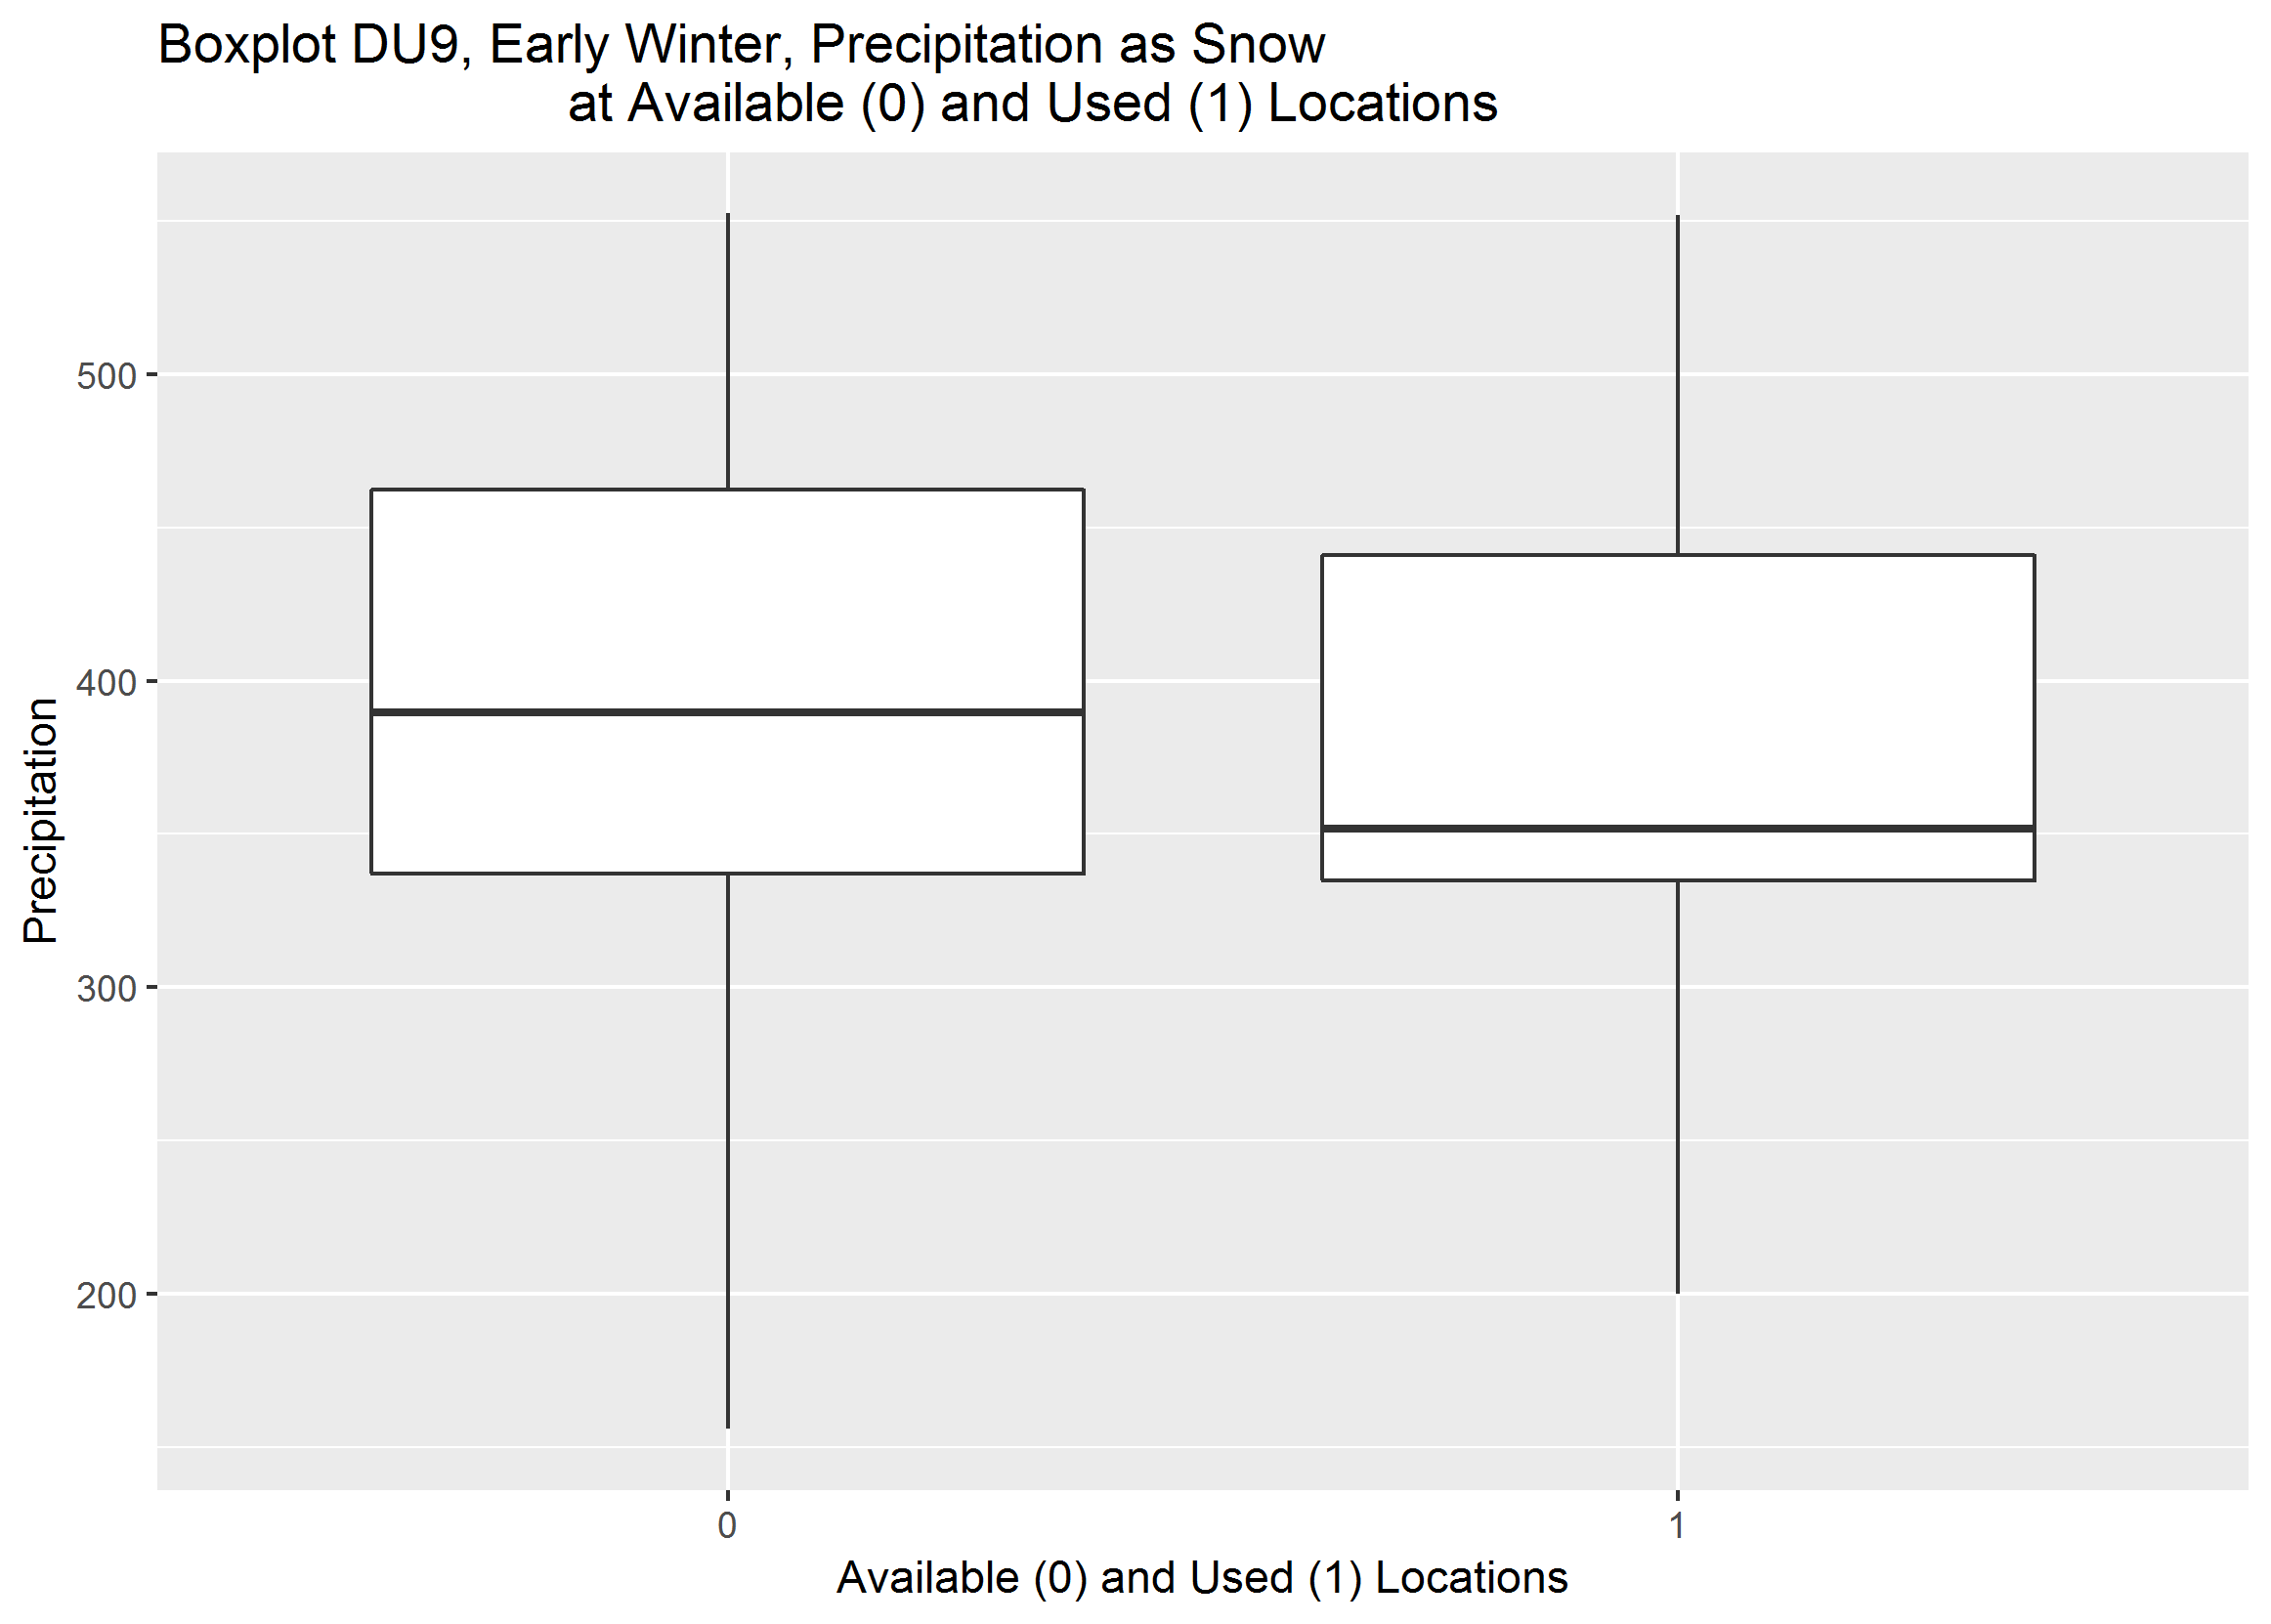 Boxplot DU9, Early Winter, Precipitation as Snow
at Available (0) and Used (1) Locations
Precipitation
500
400
300
200
0
1
Available (0) and Used (1) Locations